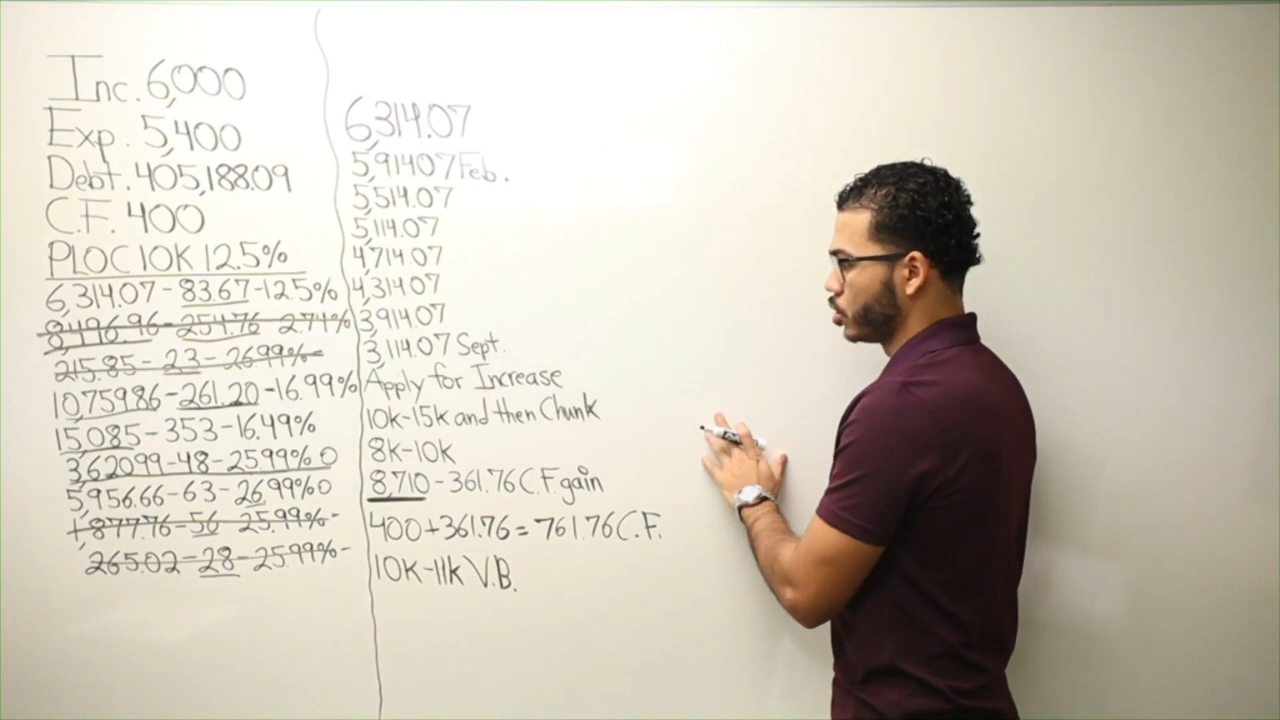 Inc. 6,000
Exp. 5,400
Debt. 405,188.09
C.F. 400
PLOC 10K 12.5%
6,314.07 - 83.67 - 12.5%
8,496.96 - 254.76 - 2.74%
215.85 - 23 - 26.99% -
10,759.86 - 261.20 - 16.99%
15,085 - 353 - 16.49%
3,620.99 - 48 - 25.99% 0
5,956.66 - 63 - 26.99% 0
1,877.76 - 56 - 25.99% -
265.02 - 28 - 25.99% -
6,314.07
5,914.07 Feb.
5,514.07
5,114.07
4,714.07
4,314.07
3,914.07
3,114.07 Sept.
Apply for Increase
10K-15K and then Chunk
8K-10K
8,710 - 361.76 C.F. gain
400 + 361.76 = 761.76 C.F.
10K-11K V.B.